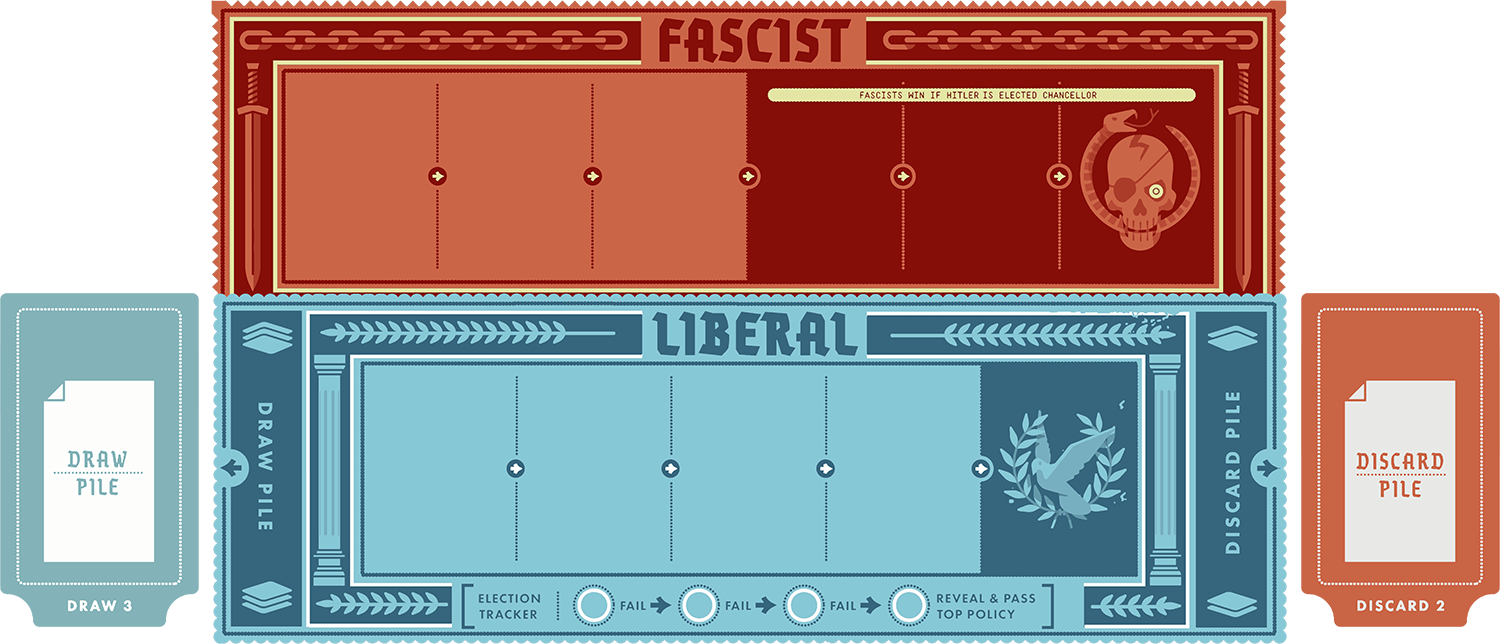 FASCIST
FASCISTS WIN IF HITLER IS ELECTED CHANCELLOR
LIBERAL
DRAW PILE
DISCARD PILE
DRAW
PILE
DRAW 3
DISCARD
PILE
DISCARD 2
ELECTION
TRACKER
FAIL
FAIL
FAIL
REVEAL & PASS
TOP POLICY